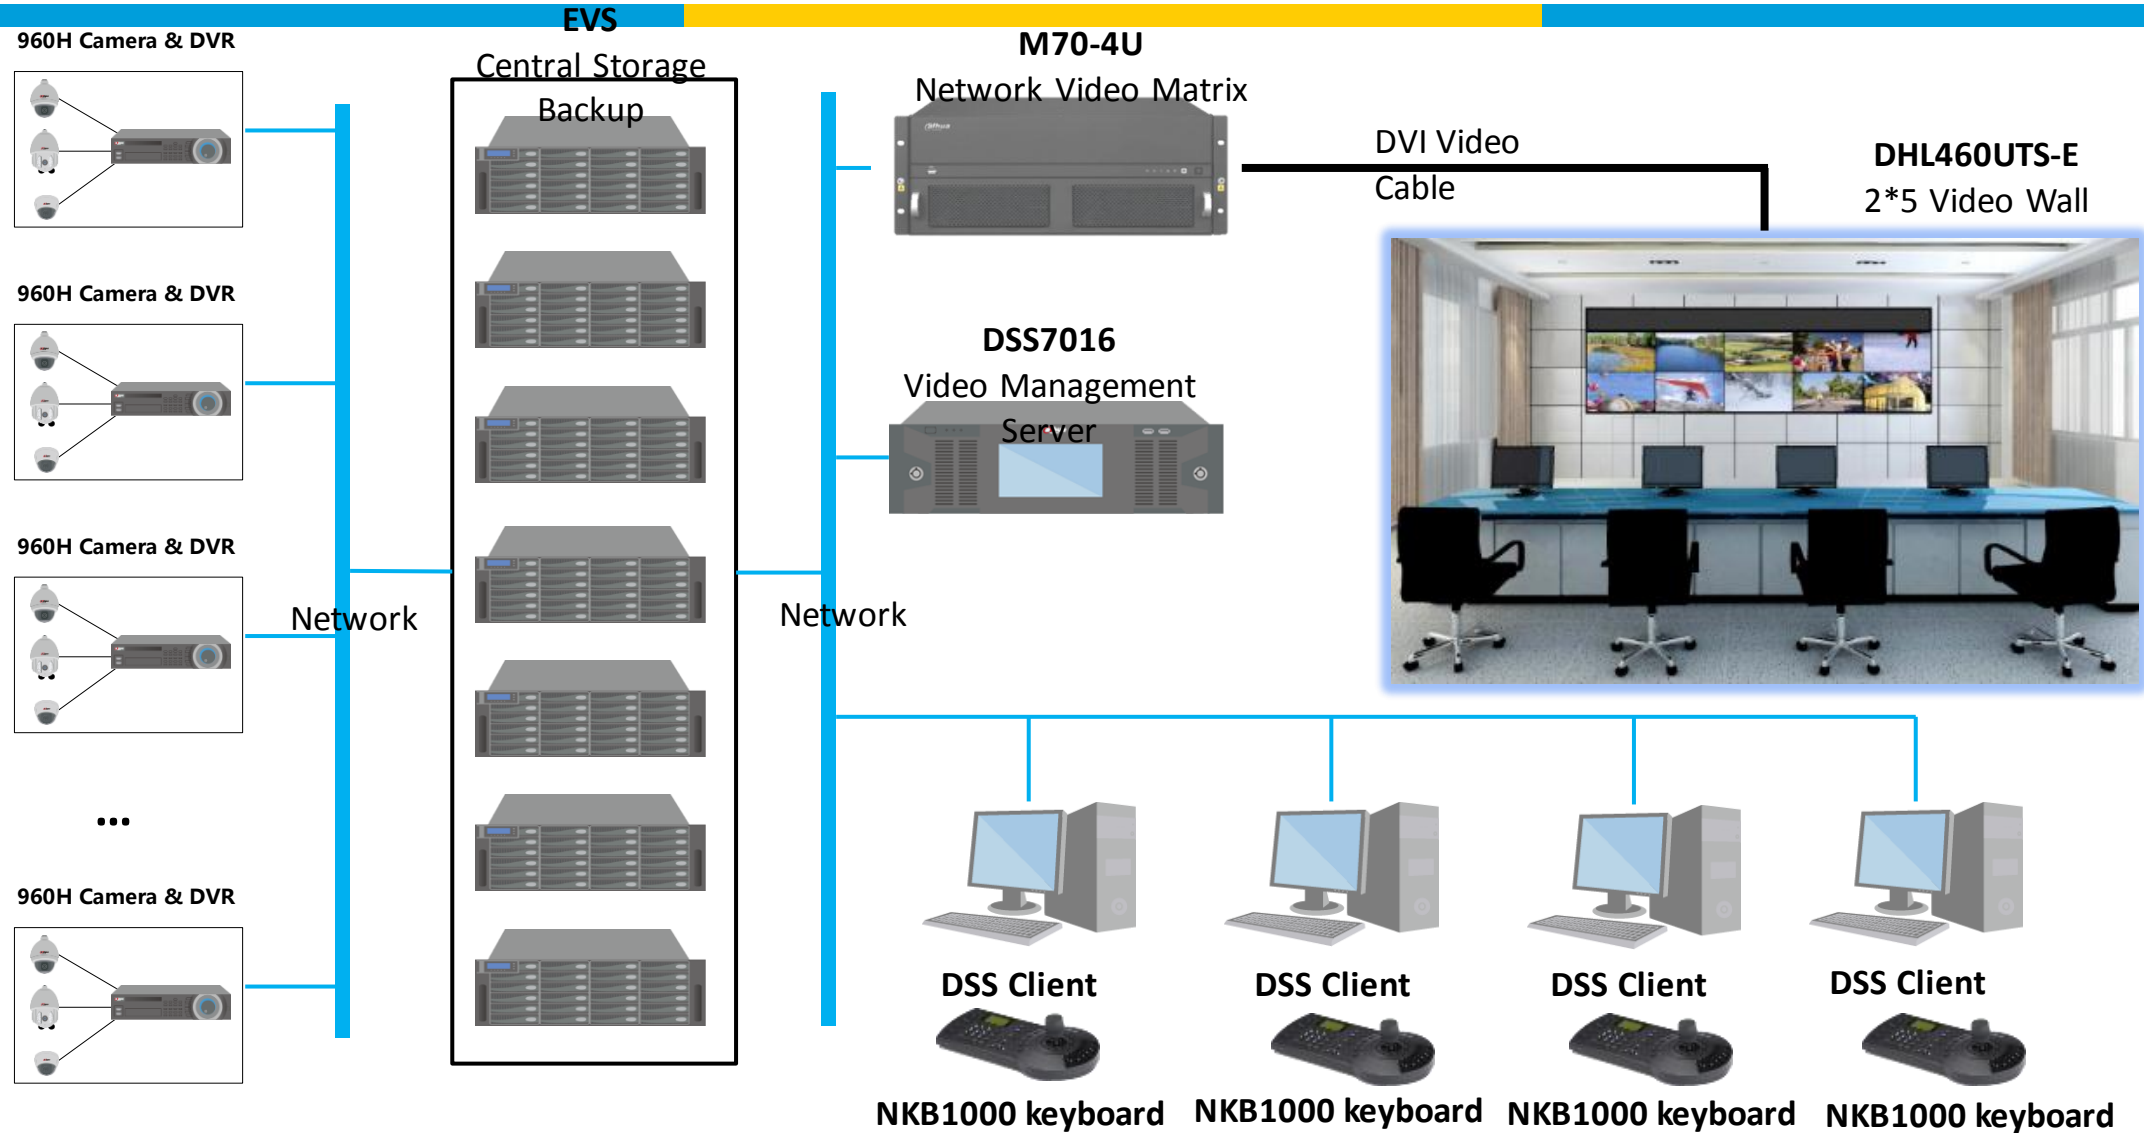 960H Camera & DVR
960H Camera & DVR
960H Camera & DVR
...
960H Camera & DVR
Network
EVS
Central Storage
Backup
Network
M70-4U
Network Video Matrix
alhua
DSS7016
Video Management
Server
DVI Video
Cable
DHL460UTS-E
2*5 Video Wall
DSS Client
DSS Client
DSS Client
DSS Client
NKB1000 keyboard
NKB1000 keyboard
NKB1000 keyboard
NKB1000 keyboard